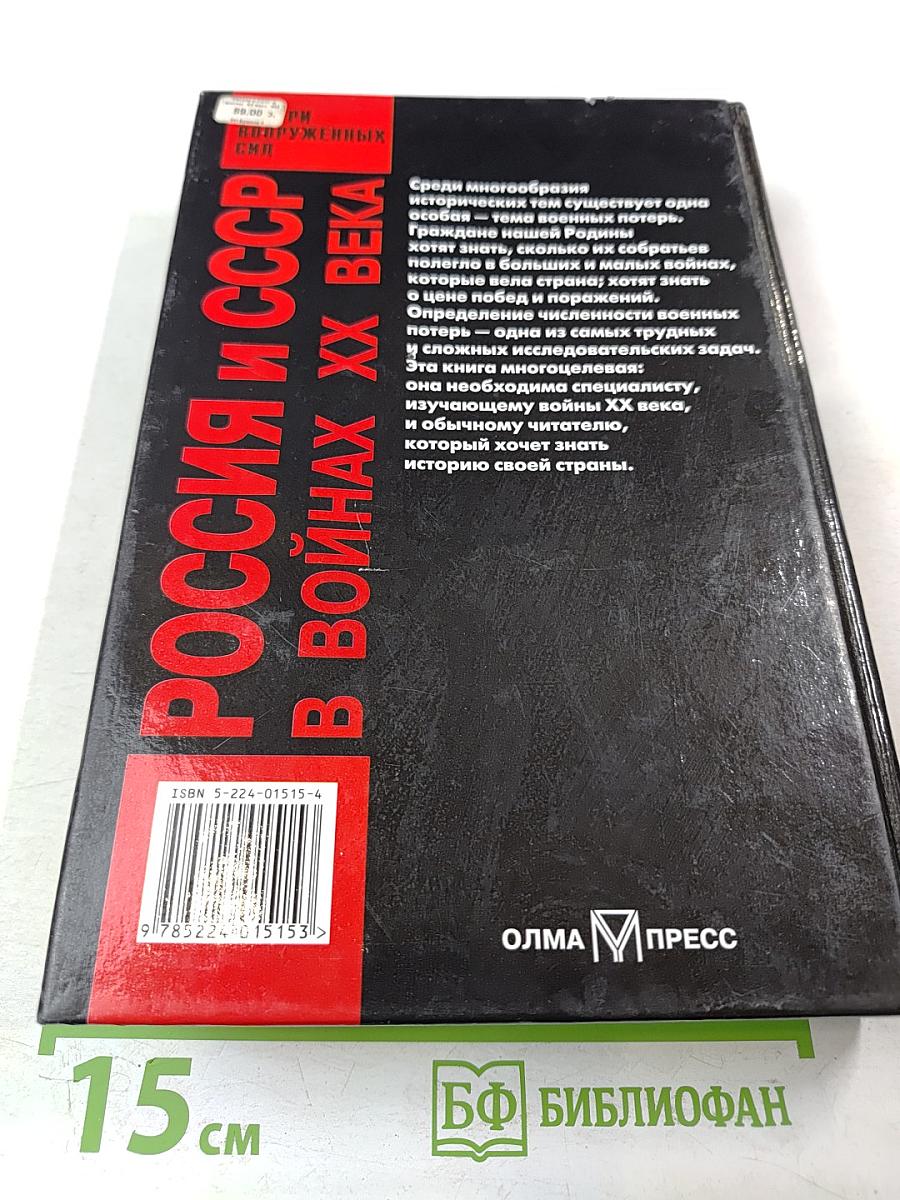 89.00 Э.
ВООРУЖЕННЫХ
СИЛ
РОССИЯ и СССР
В ВОЙНАХ XX ВЕКА
Среди многообразия
исторических тем существует одна
особая — тема военных потерь.
Граждане нашей Родины
хотят знать, сколько их собратьев
полегло в больших и малых войнах,
которые вела страна; хотят знать
о цене побед и поражений.
Определение численности военных
потерь — одна из самых трудных
и сложных исследовательских задач.
Эта книга многоцелевая:
она необходима специалисту,
изучающему войны XX века,
и обычному читателю,
который хочет знать
историю своей страны.
ISBN 5-224-01515-4
9 785224 015153 >
ОЛМА ПРЕСС
15 см
БФ БИБЛИОФАН